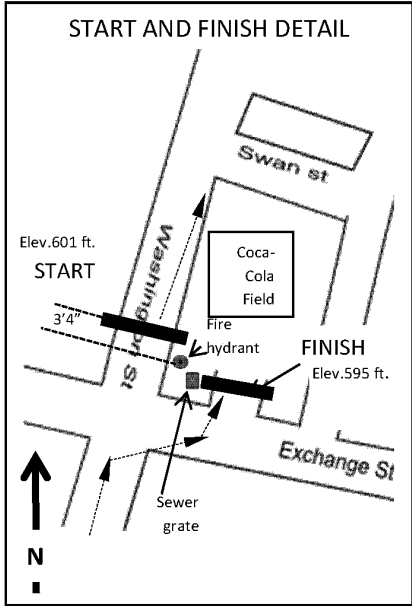 START AND FINISH DETAIL
Swan st
Elev.601 ft.
START
Washington St
Coca-
Cola
Field
3'4"
Fire
hydrant
FINISH
Elev.595 ft.
Exchange St
Sewer
grate
N